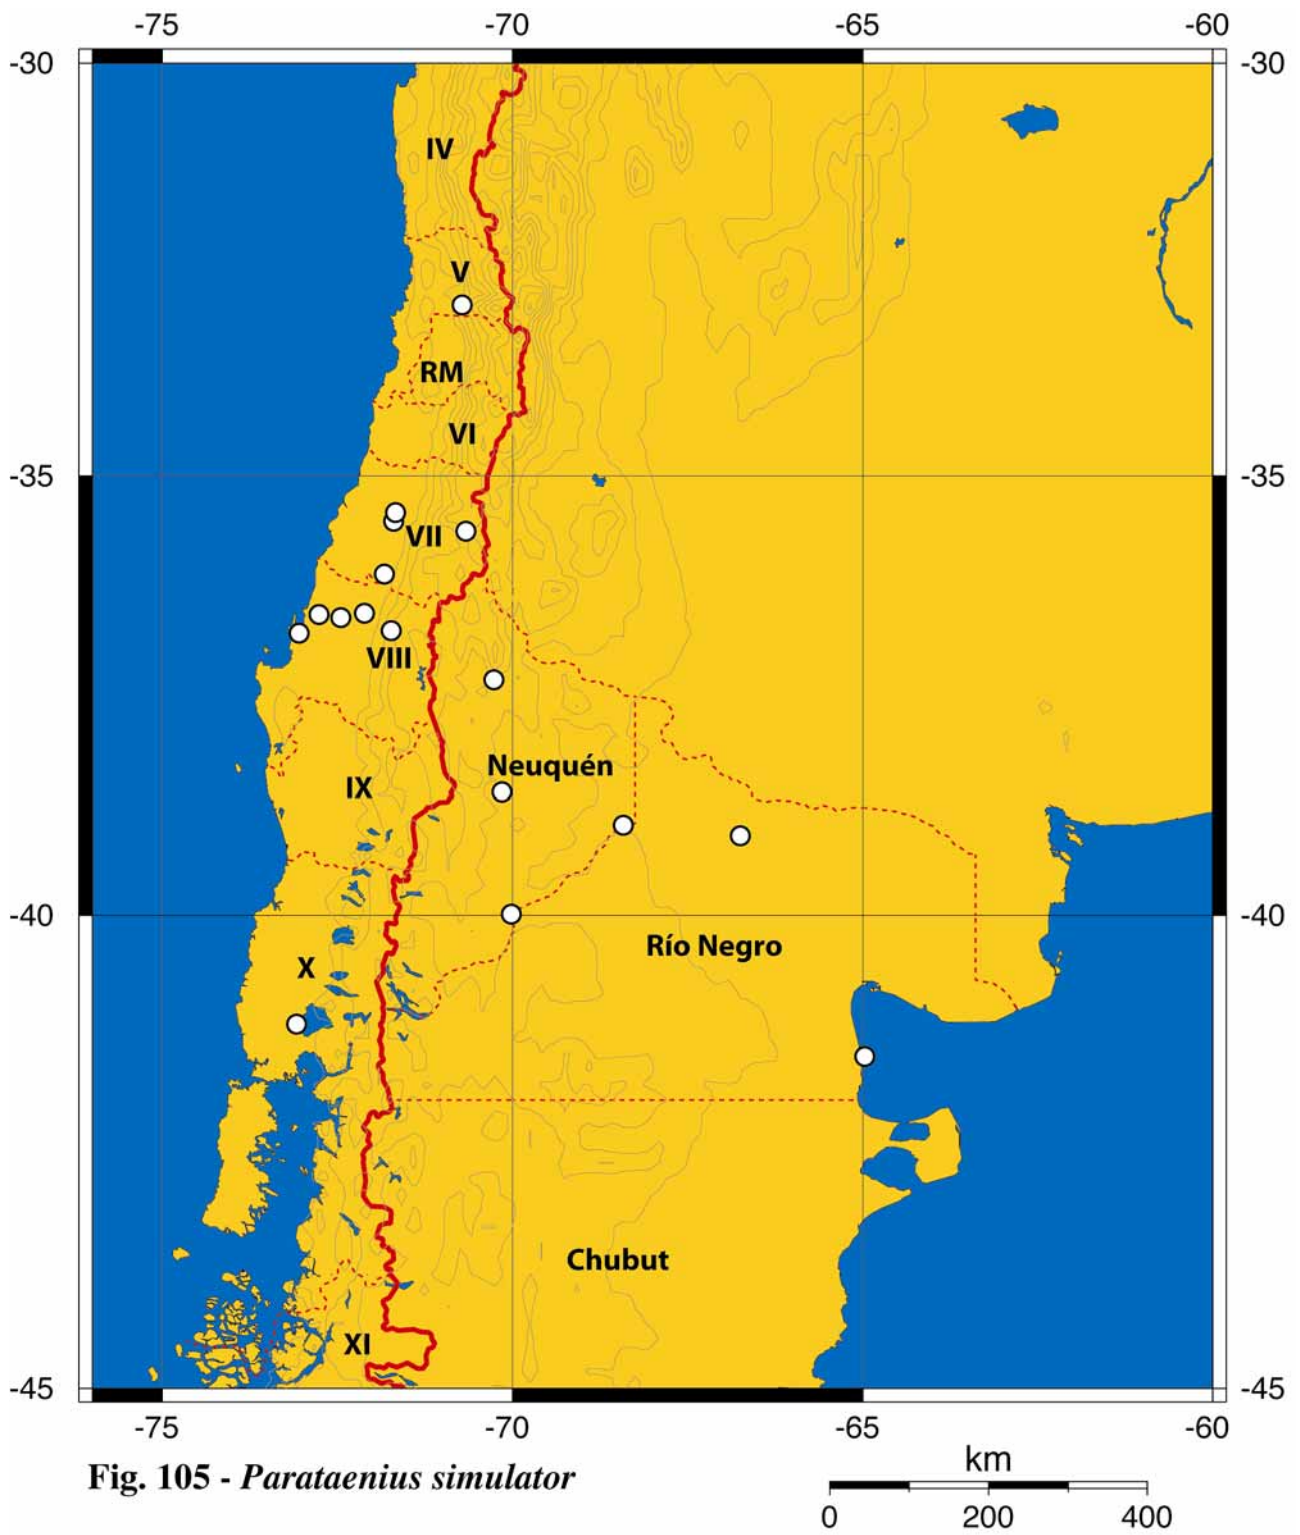 -75 -70 -65 -60
-30 -30
IV
V
RM
VI
-35 -35
VII
VIII
Neuquén
IX
-40 -40
Río Negro
X
Chubut
XI
-45 -45
-75 -70 -65 -60
km
Fig. 105 - Parataenius simulator
0 200 400